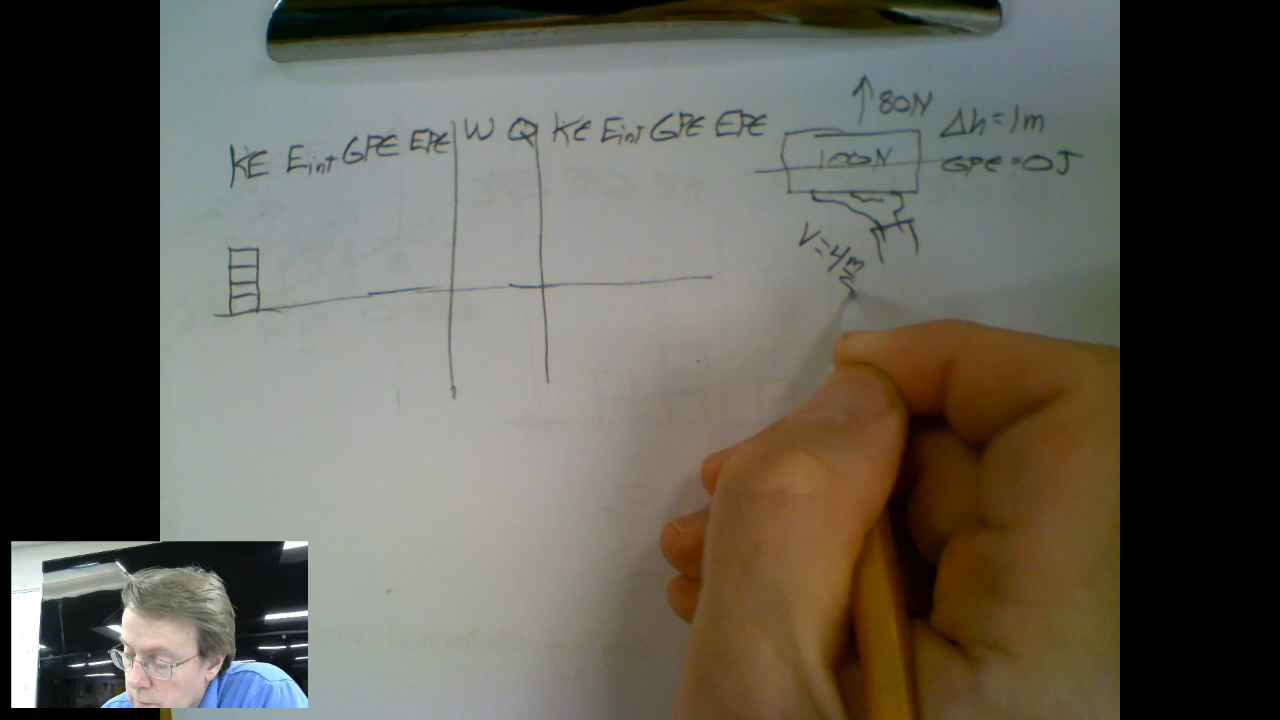 KE Eint GPE EPE W Q KE Eint GPE EPE
80N
Δh=1m
100N
GPE=0J
V=4m/s